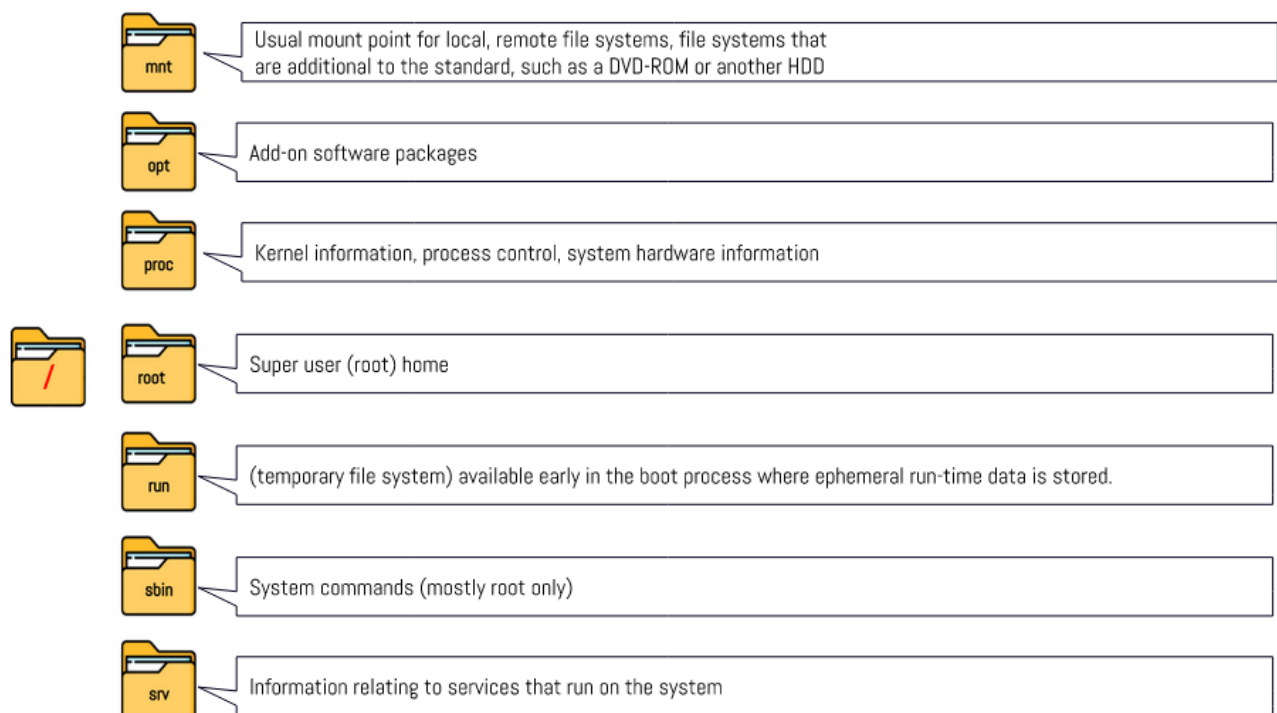 mnt
Usual mount point for local, remote file systems, file systems that
are additional to the standard, such as a DVD-ROM or another HDD
opt
Add-on software packages
proc
Kernel information, process control, system hardware information
/
root
Super user (root) home
run
(temporary file system) available early in the boot process where ephemeral run-time data is stored.
sbin
System commands (mostly root only)
srv
Information relating to services that run on the system